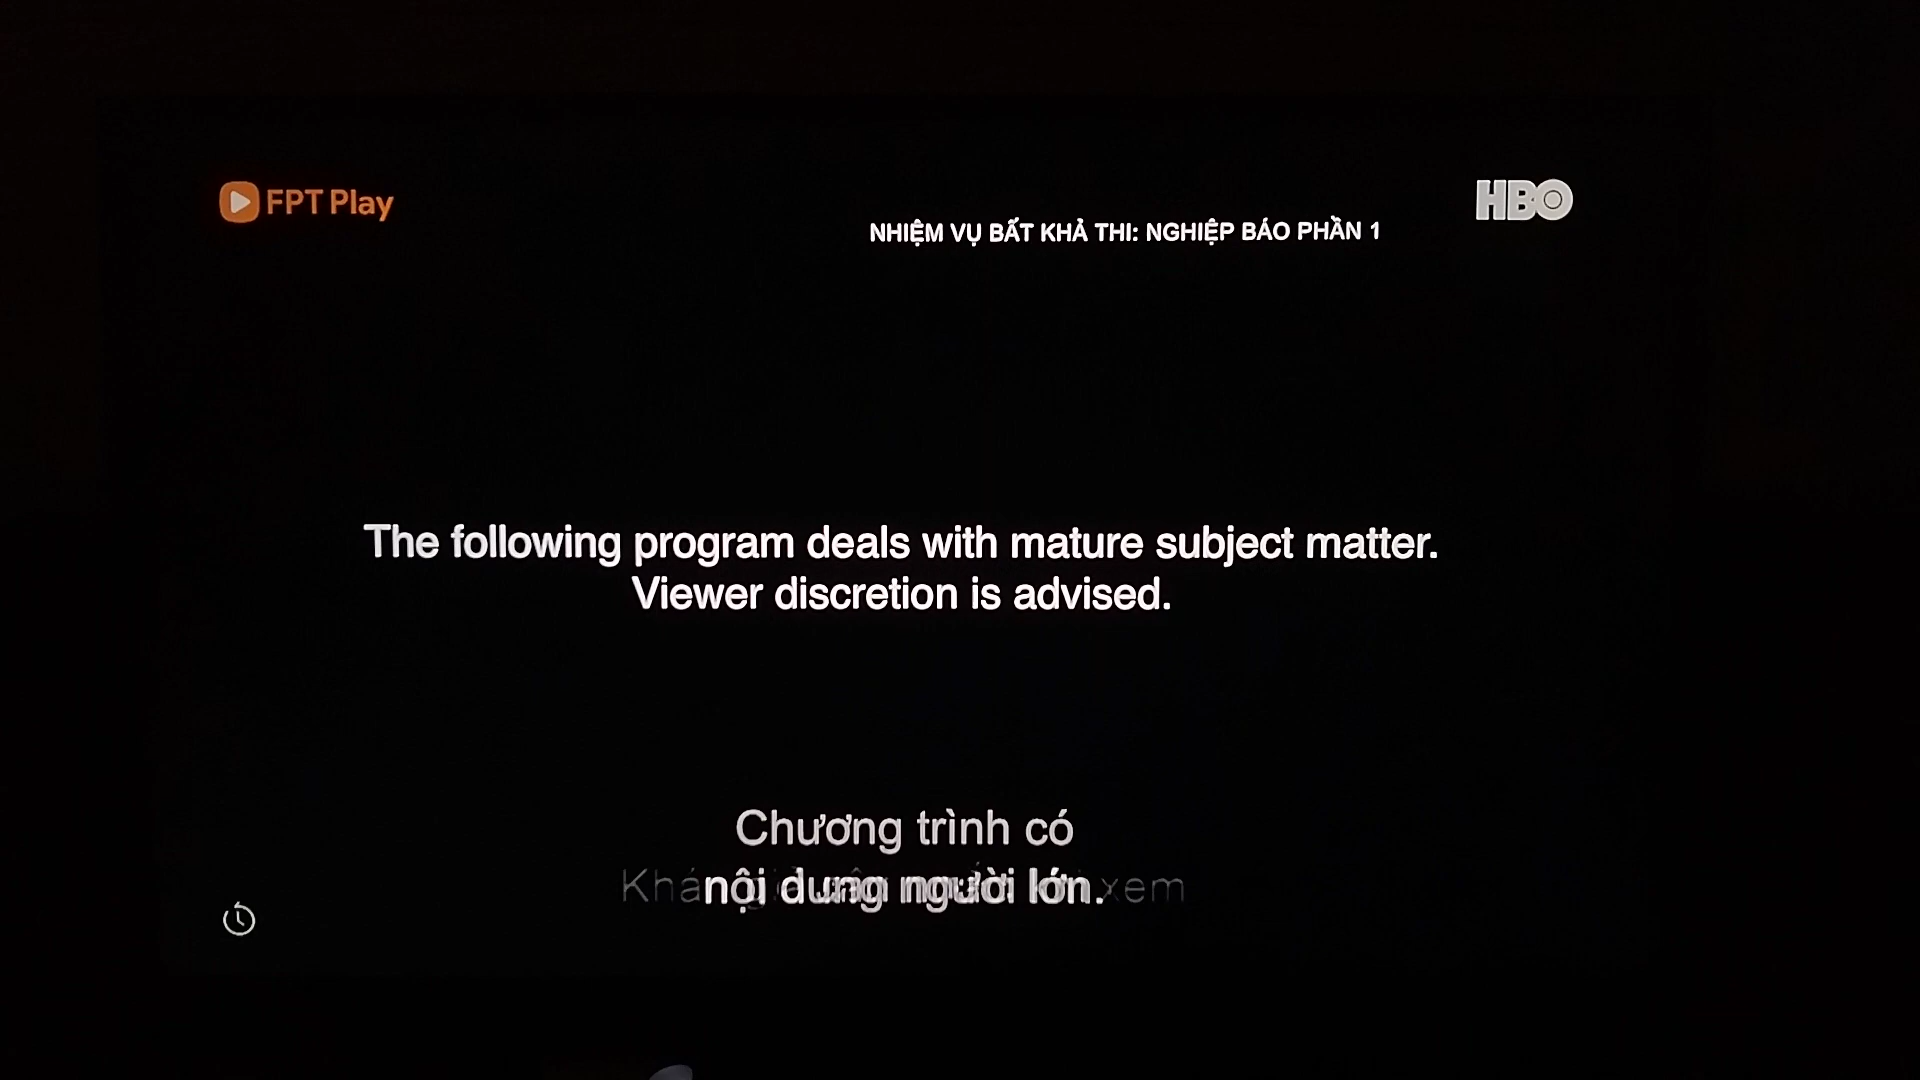 FPT Play
HBO
NHIỆM VỤ BẤT KHẢ THI: NGHIỆP BÁO PHẦN 1
The following program deals with mature subject matter.
Viewer discretion is advised.
Chương trình có
nội dung người lớn.
xem